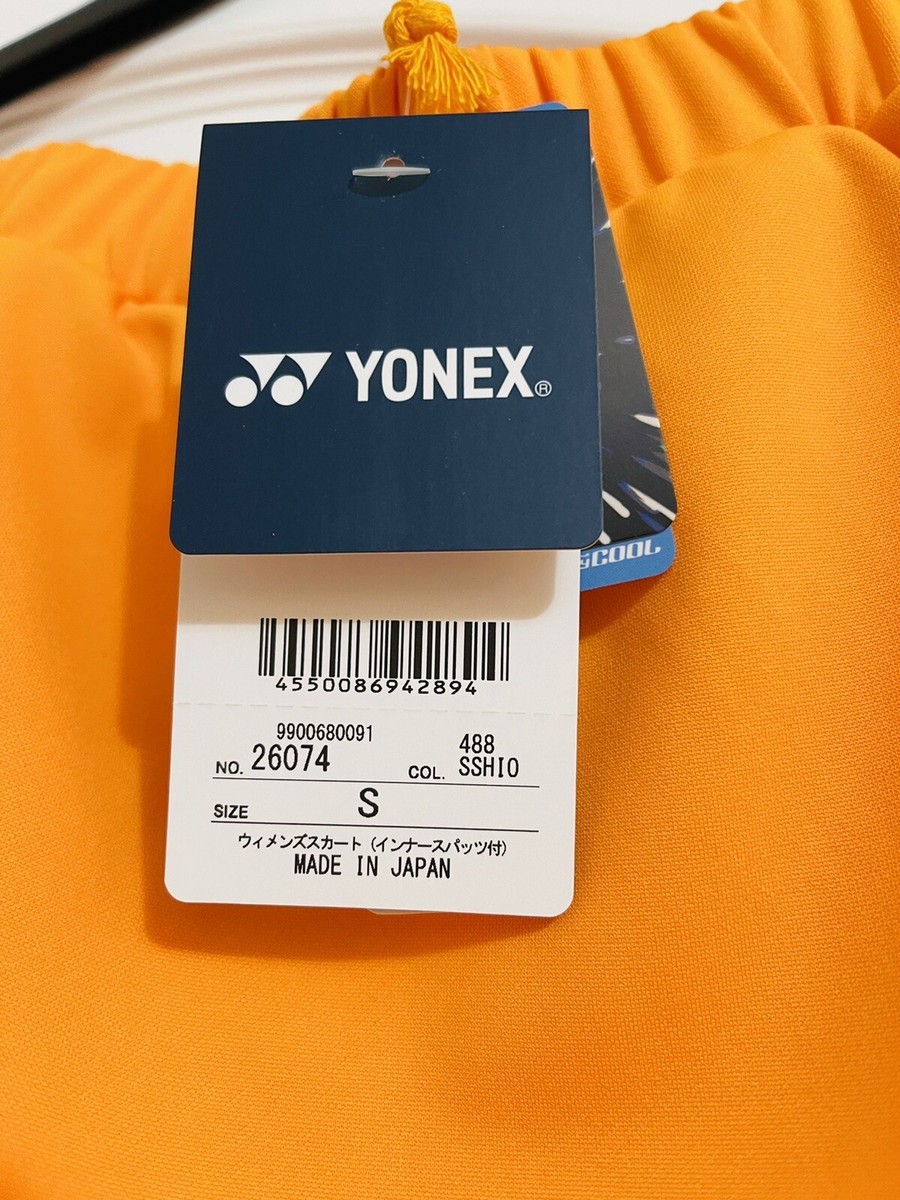 YONEX®
COOL
4550086942894
9900680091
NO. 26074
COL. 488 SSHIO
SIZE S
ウィメンズスカート (インナースパッツ付)
MADE IN JAPAN